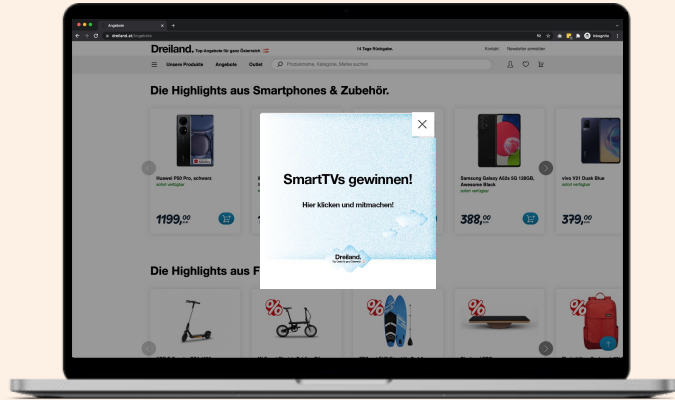 Angebote
dreiland.at/angebote
Inkognito
Dreiland. Top Angebote für ganz Österreich
14 Tage Rückgabe.
Kontakt Newsletter anmelden
Unsere Produkte Angebote Outlet Produktname, Kategorie, Marke suchen
Die Highlights aus Smartphones & Zubehör.
Huawei P50 Pro, schwarz
sofort verfügbar
1199,00
Samsung Galaxy A52s 5G 128GB,
Awesome Black
sofort verfügbar
388,00
vivo V21 Dusk Blue
sofort verfügbar
379,00
SmartTVs gewinnen!
Hier klicken und mitmachen!
Dreiland.
Die Highlights aus F
%
%
%
%